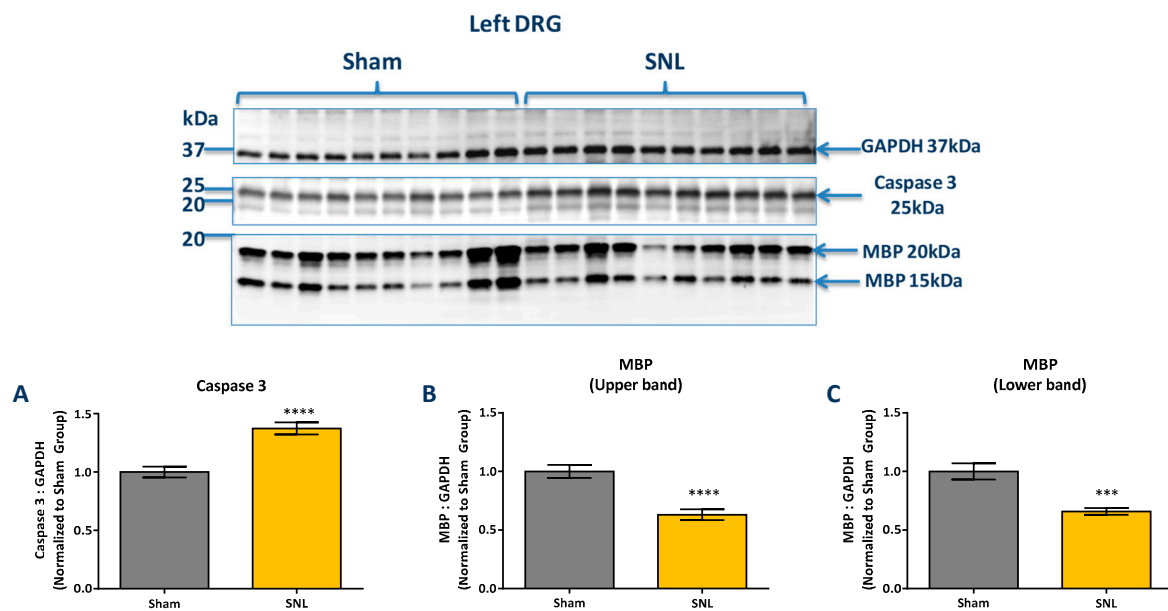 Left DRG
Sham
SNL
kDa
37
GAPDH 37kDa
25
20
Caspase 3
25kDa
20
MBP 20kDa
MBP 15kDa
A
Caspase 3
Caspase 3 : GAPDH
(Normalized to Sham Group)
1.5
1.0
0.5
0.0
****
Sham
SNL
B
MBP
(Upper band)
MBP : GAPDH
(Normalized to Sham Group)
1.5
1.0
0.5
0.0
****
Sham
SNL
C
MBP
(Lower band)
MBP : GAPDH
(Normalized to Sham Group)
1.5
1.0
0.5
0.0
***
Sham
SNL